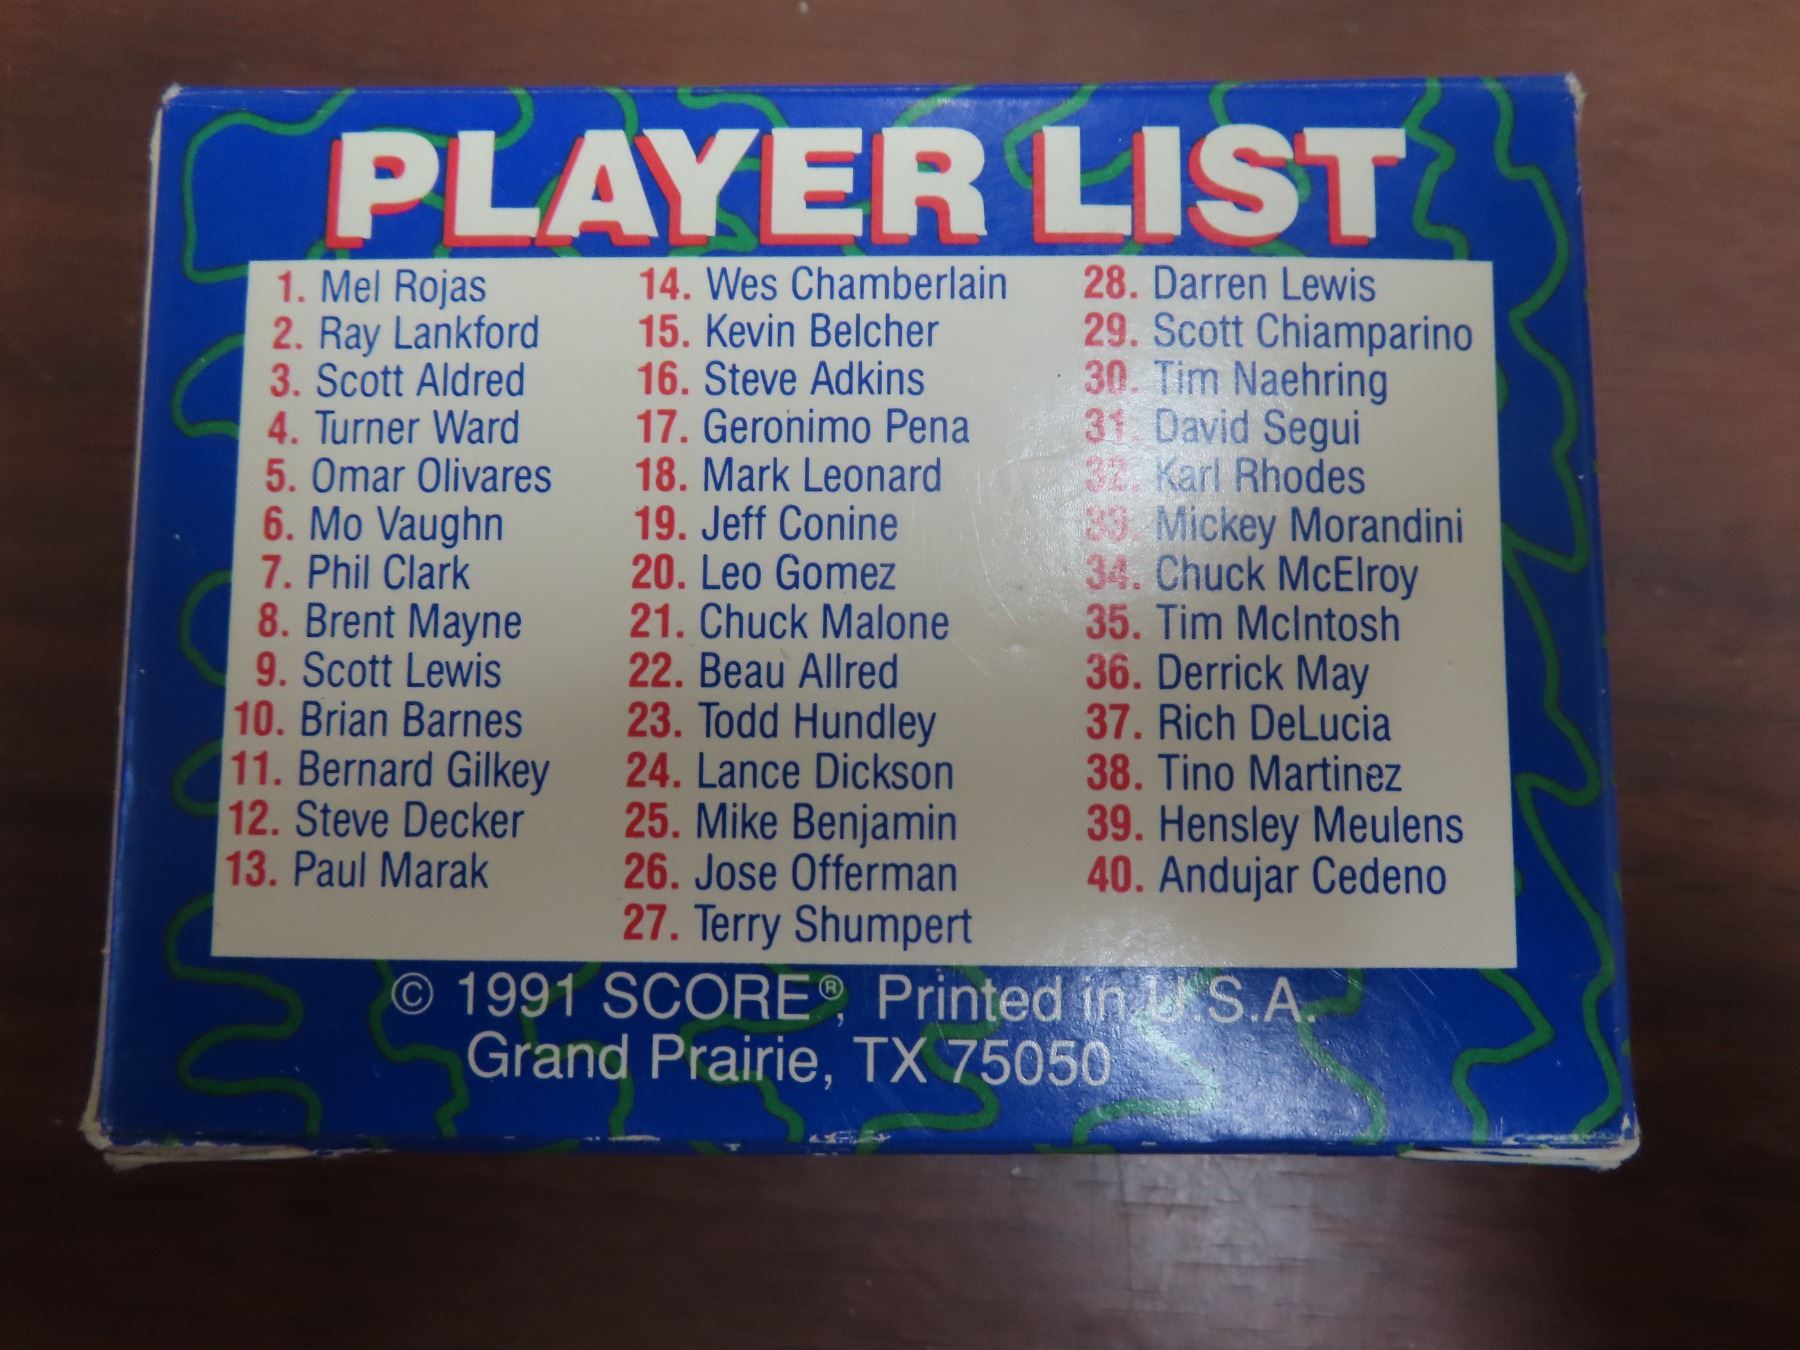 PLAYER LIST
1. Mel Rojas
2. Ray Lankford
3. Scott Aldred
4. Turner Ward
5. Omar Olivares
6. Mo Vaughn
7. Phil Clark
8. Brent Mayne
9. Scott Lewis
10. Brian Barnes
11. Bernard Gilkey
12. Steve Decker
13. Paul Marak
14. Wes Chamberlain
15. Kevin Belcher
16. Steve Adkins
17. Geronimo Pena
18. Mark Leonard
19. Jeff Conine
20. Leo Gomez
21. Chuck Malone
22. Beau Allred
23. Todd Hundley
24. Lance Dickson
25. Mike Benjamin
26. Jose Offerman
27. Terry Shumpert
28. Darren Lewis
29. Scott Chiamparino
30. Tim Naehring
31. David Segui
32. Karl Rhodes
33. Mickey Morandini
34. Chuck McElroy
35. Tim McIntosh
36. Derrick May
37. Rich DeLucia
38. Tino Martinez
39. Hensley Meulens
40. Andujar Cedeno
© 1991 SCORE®, Printed in U.S.A.
Grand Prairie, TX 75050